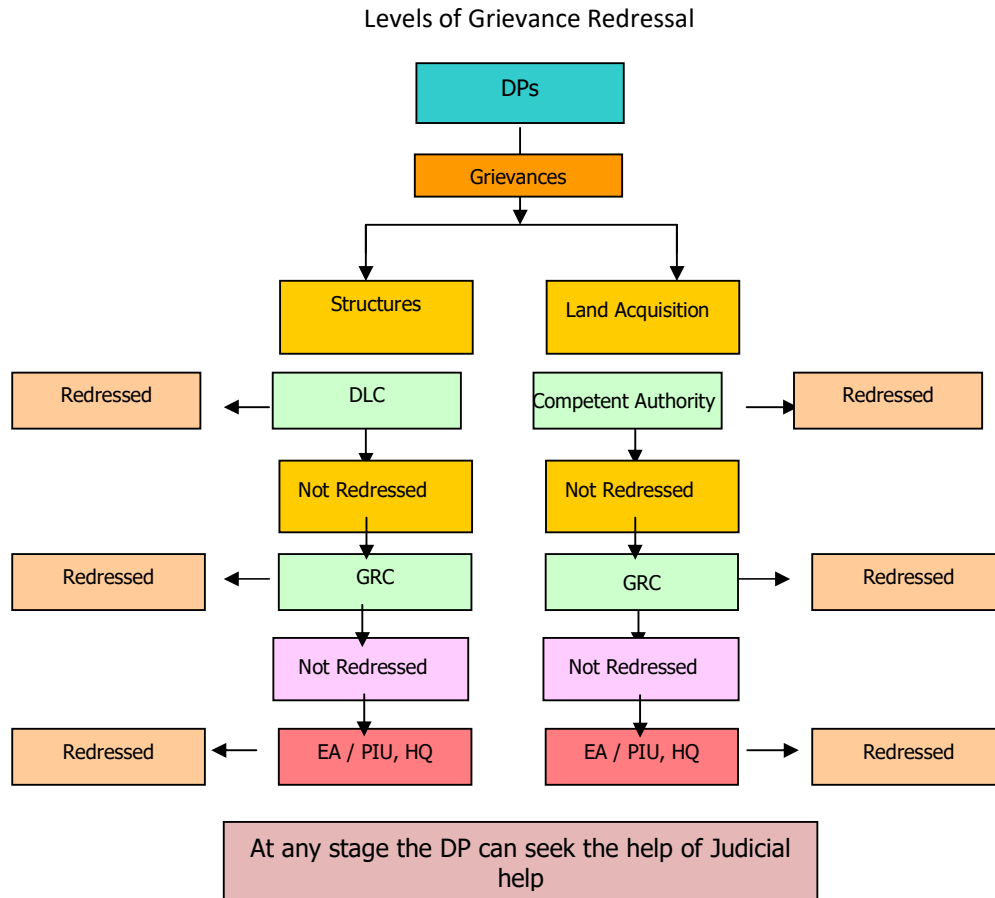 Levels of Grievance Redressal
DPs
Grievances
Structures
Land Acquisition
Redressed
DLC
Competent Authority
Redressed
Not Redressed
Not Redressed
Redressed
GRC
GRC
Redressed
Not Redressed
Not Redressed
Redressed
EA / PIU, HQ
EA / PIU, HQ
Redressed
At any stage the DP can seek the help of Judicial
help